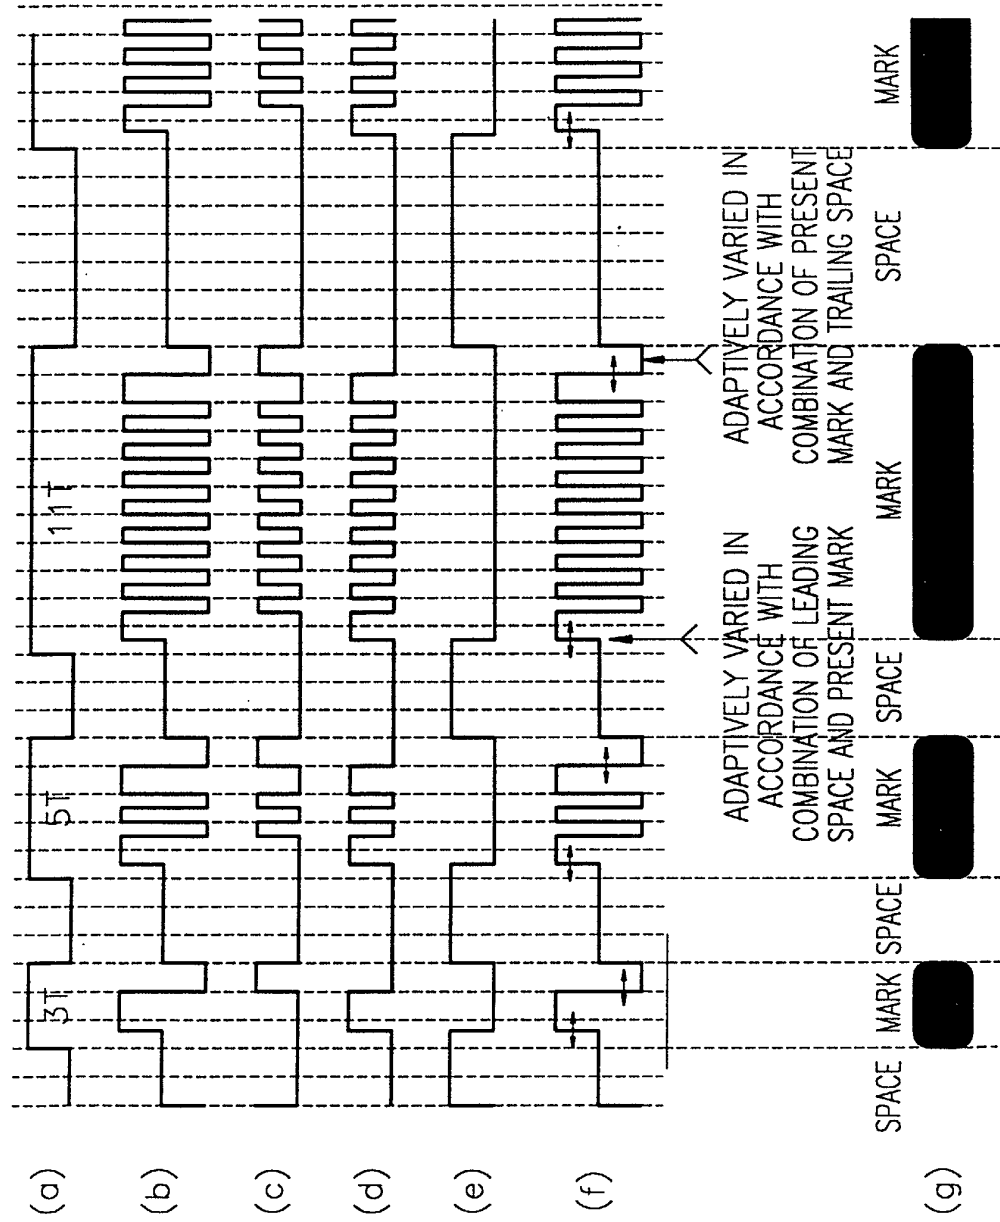 (a)
3T
5T
11T
(b)
(c)
(d)
(e)
(f)
ADAPTIVELY VARIED IN
ACCORDANCE WITH
COMBINATION OF LEADING
SPACE AND PRESENT MARK
ADAPTIVELY VARIED IN
ACCORDANCE WITH
COMBINATION OF PRESENT
MARK AND TRAILING SPACE
SPACE MARK SPACE MARK SPACE MARK SPACE MARK
(g)